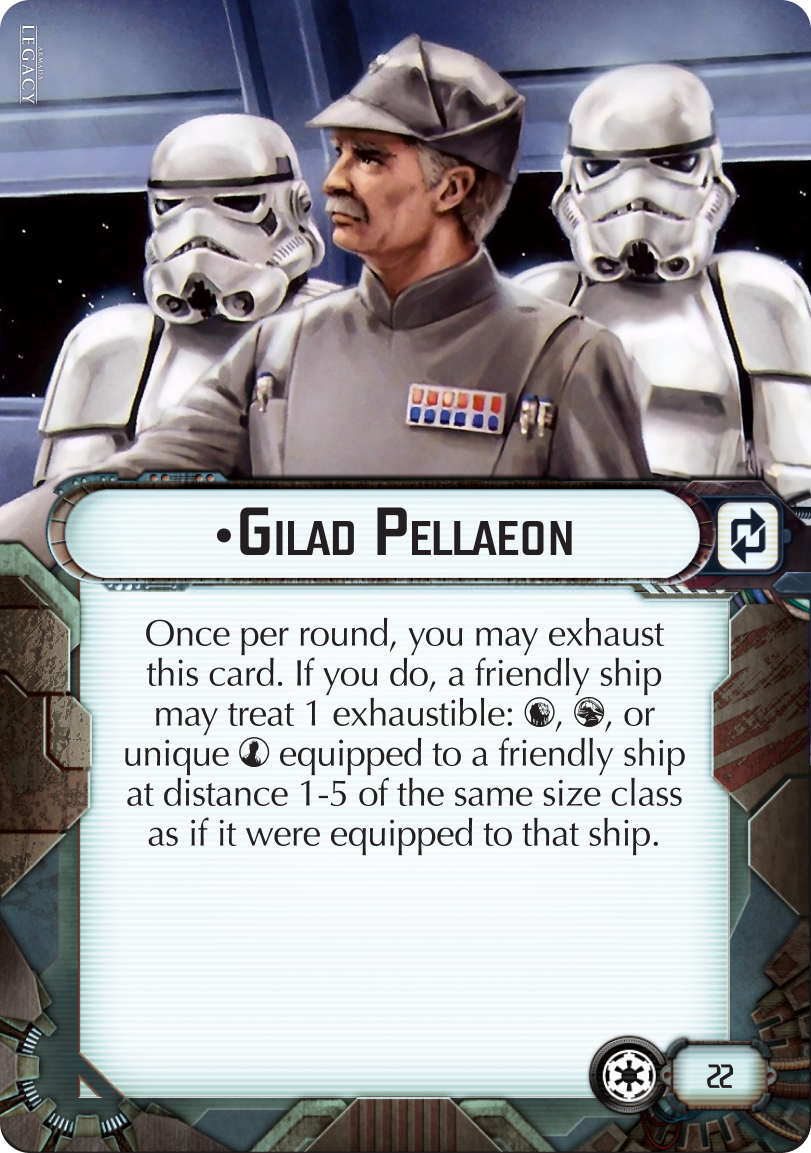 ARMADA
LEGACY
•GILAD PELLAEON
Once per round, you may exhaust
this card. If you do, a friendly ship
may treat 1 exhaustible: , , or
unique equipped to a friendly ship
at distance 1-5 of the same size class
as if it were equipped to that ship.
22